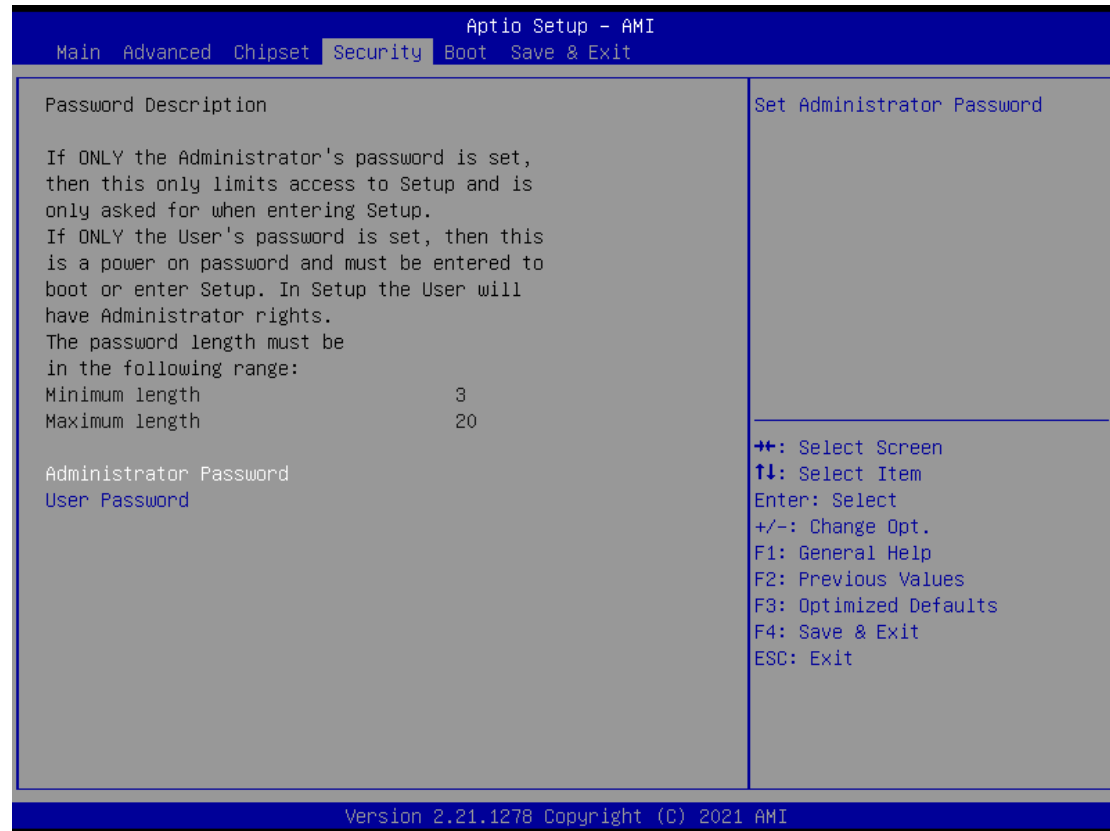 Aptio Setup – AMI
Main Advanced Chipset Security Boot Save & Exit
Password Description
If ONLY the Administrator's password is set,
then this only limits access to Setup and is
only asked for when entering Setup.
If ONLY the User's password is set, then this
is a power on password and must be entered to
boot or enter Setup. In Setup the User will
have Administrator rights.
The password length must be
in the following range:
Minimum length 3
Maximum length 20
Administrator Password
User Password
Set Administrator Password
→←: Select Screen
↑↓: Select Item
Enter: Select
+/-: Change Opt.
F1: General Help
F2: Previous Values
F3: Optimized Defaults
F4: Save & Exit
ESC: Exit
Version 2.21.1278 Copyright (C) 2021 AMI